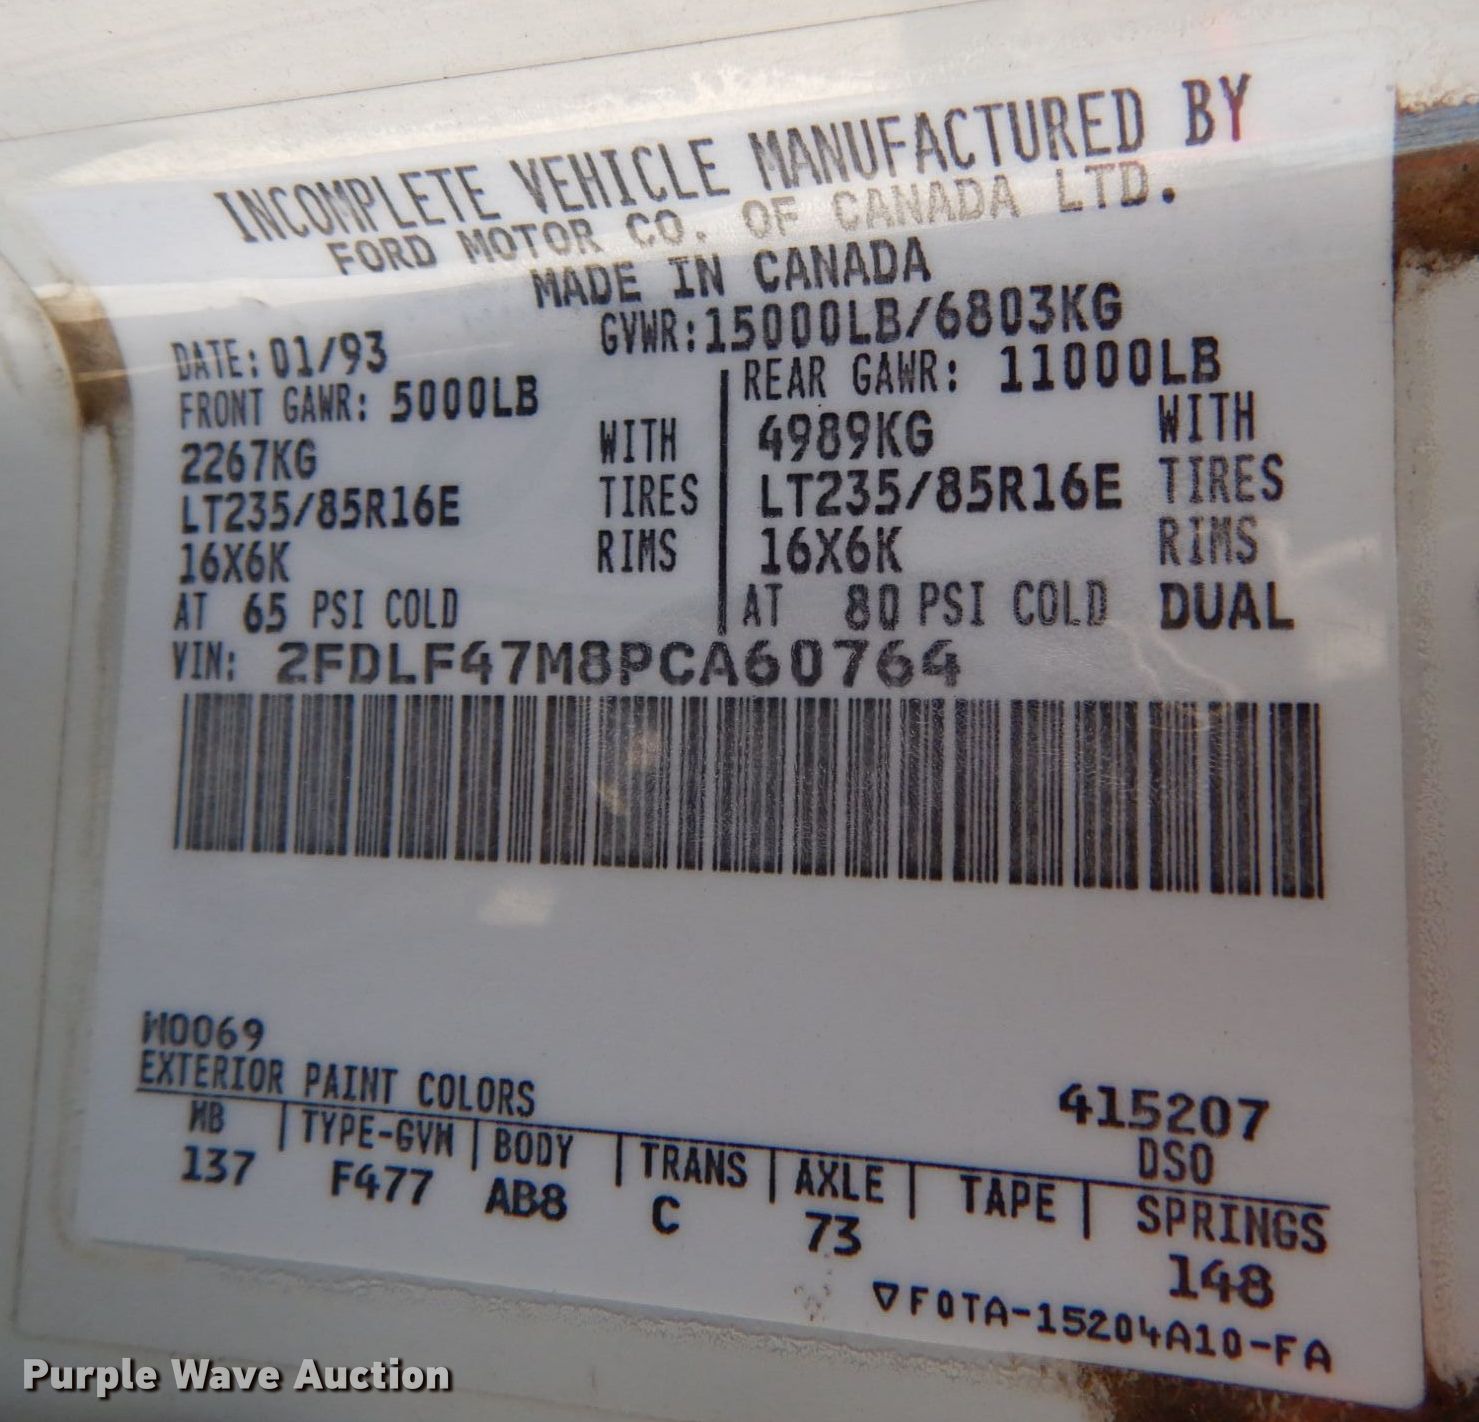 INCOMPLETE VEHICLE MANUFACTURED BY
FORD MOTOR CO. OF CANADA LTD.
MADE IN CANADA
DATE: 01/93 GVWR: 15000LB/6803KG
FRONT GAWR: 5000LB REAR GAWR: 11000LB
2267KG WITH 4989KG WITH
LT235/85R16E TIRES LT235/85R16E TIRES
16X6K RIMS 16X6K RIMS
AT 65 PSI COLD AT 80 PSI COLD DUAL
VIN: 2FDLF47M8PCA60764
W0069
EXTERIOR PAINT COLORS 415207
DSO
WB | TYPE-GVW | BODY | TRANS | AXLE | TAPE | SPRINGS
137 F477 AB8 C 73 148
▽F0TA-15204A10-FA
Purple Wave Auction